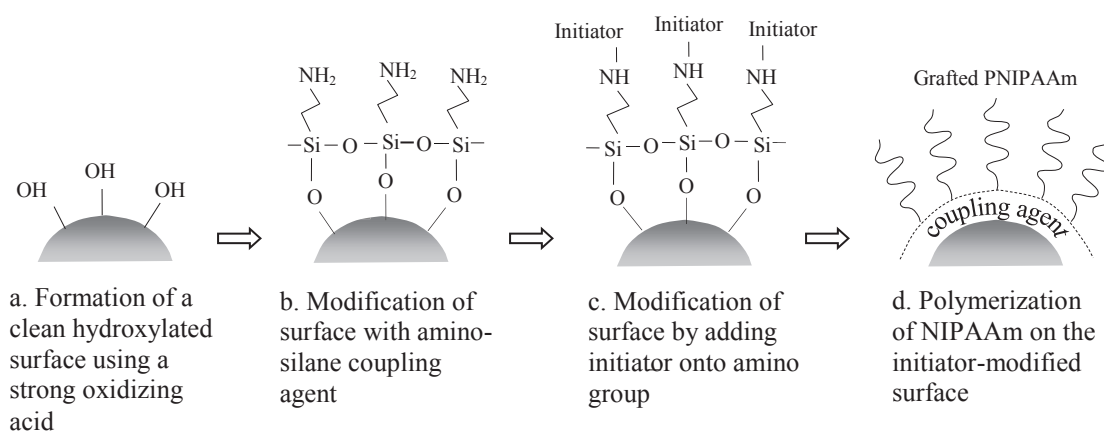 OH
OH
OH
a. Formation of a
clean hydroxylated
surface using a
strong oxidizing
acid
NH₂
NH₂
NH₂
Si
O
Si
O
Si
O
O
O
b. Modification of
surface with amino-
silane coupling
agent
Initiator
Initiator
Initiator
NH
NH
NH
Si
O
Si
O
Si
O
O
O
c. Modification of
surface by adding
initiator onto amino
group
Grafted PNIPAAm
coupling agent
d. Polymerization
of NIPAAm on the
initiator-modified
surface